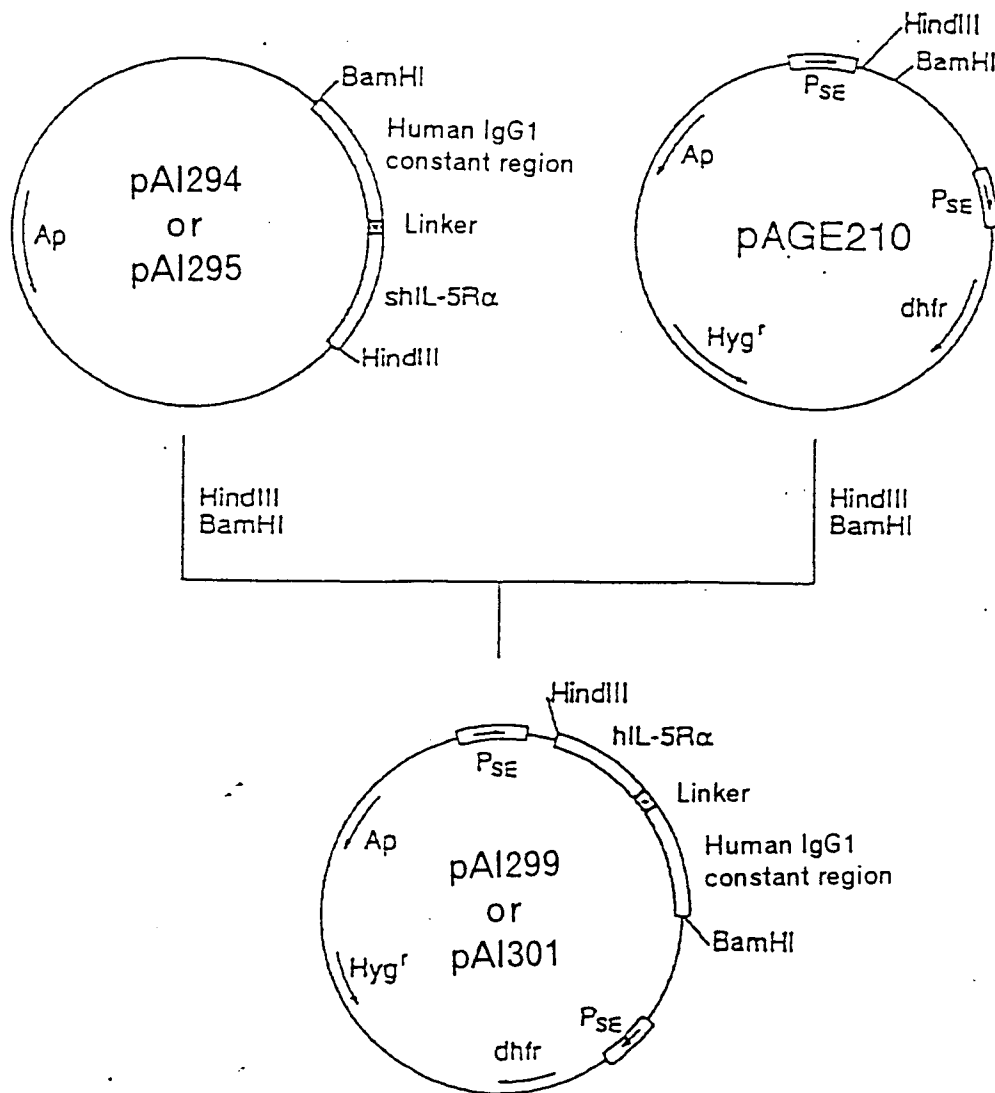 BamHI
Human IgG1
constant region
pAI294
or
pAI295
Ap
Linker
shIL-5Rα
HindIII
HindIII
BamHI
PSE
Ap
PSE
pAGE210
dhfr
Hygr
HindIII
BamHI
HindIII
BamHI
HindIII
hIL-5Rα
PSE
Linker
Ap
Human IgG1
constant region
pAI299
or
pAI301
BamHI
Hygr
PSE
dhfr